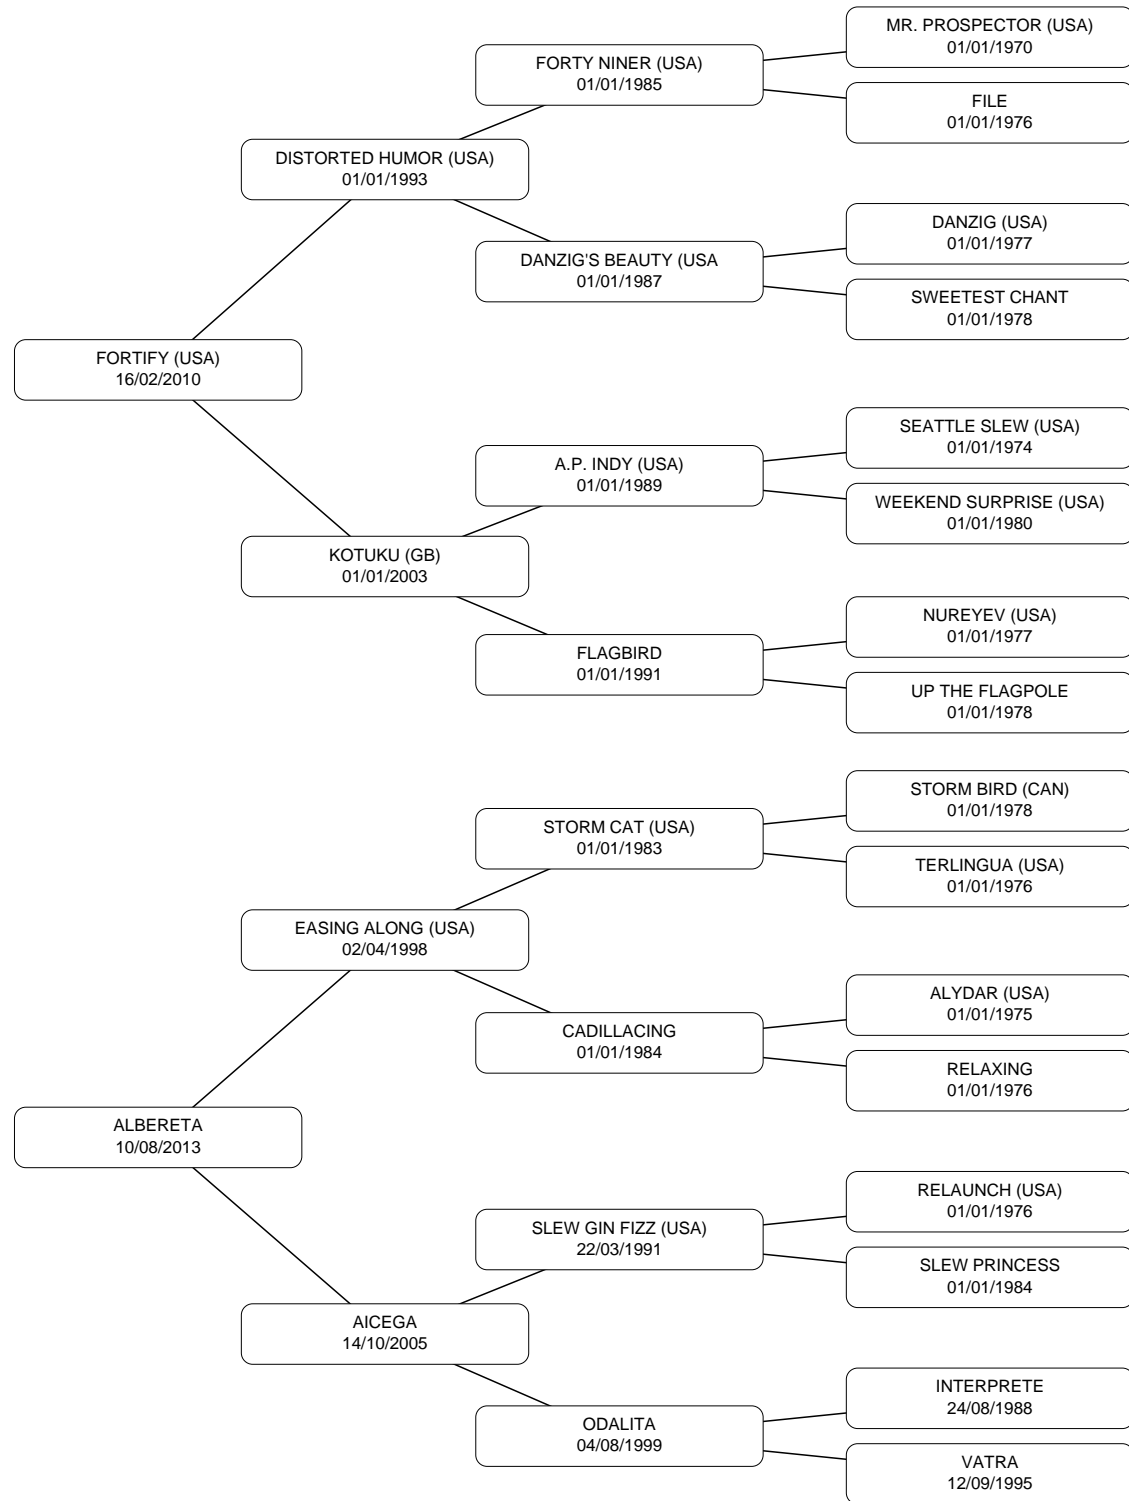 MR. PROSPECTOR (USA)
01/01/1970
FORTY NINER (USA)
01/01/1985
FILE
01/01/1976
DISTORTED HUMOR (USA)
01/01/1993
DANZIG (USA)
01/01/1977
DANZIG'S BEAUTY (USA
01/01/1987
SWEETEST CHANT
01/01/1978
FORTIFY (USA)
16/02/2010
SEATTLE SLEW (USA)
01/01/1974
A.P. INDY (USA)
01/01/1989
WEEKEND SURPRISE (USA)
01/01/1980
KOTUKU (GB)
01/01/2003
NUREYEV (USA)
01/01/1977
FLAGBIRD
01/01/1991
UP THE FLAGPOLE
01/01/1978
STORM BIRD (CAN)
01/01/1978
STORM CAT (USA)
01/01/1983
TERLINGUA (USA)
01/01/1976
EASING ALONG (USA)
02/04/1998
ALYDAR (USA)
01/01/1975
CADILLACING
01/01/1984
RELAXING
01/01/1976
ALBERETA
10/08/2013
RELAUNCH (USA)
01/01/1976
SLEW GIN FIZZ (USA)
22/03/1991
SLEW PRINCESS
01/01/1984
AICEGA
14/10/2005
INTERPRETE
24/08/1988
ODALITA
04/08/1999
VATRA
12/09/1995